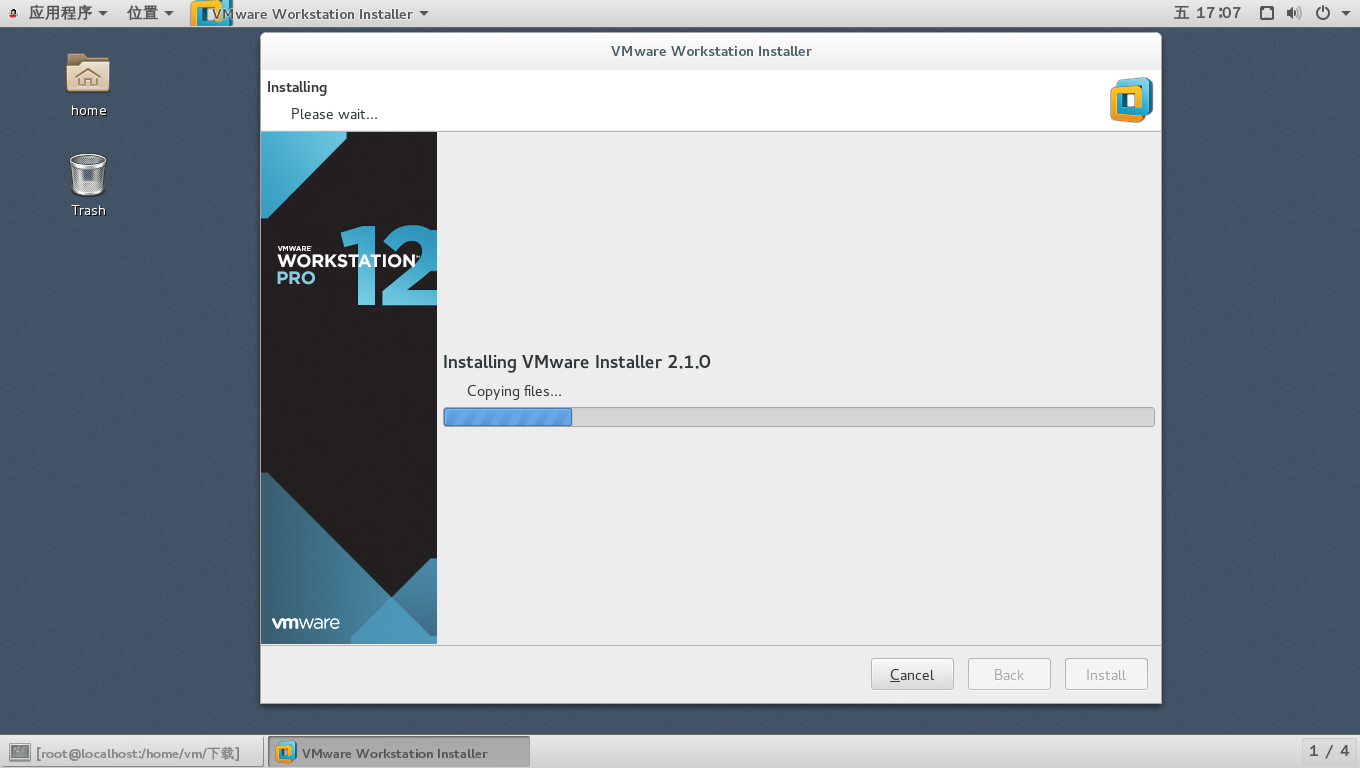 应用程序 位置 VMware Workstation Installer 五 17:07
home
Trash
VMware Workstation Installer
Installing
Please wait...
VMWARE
WORKSTATION™
PRO
12
vmware
Installing VMware Installer 2.1.0
Copying files...
Cancel Back Install
[root@localhost:/home/vm/下载] VMware Workstation Installer 1 / 4